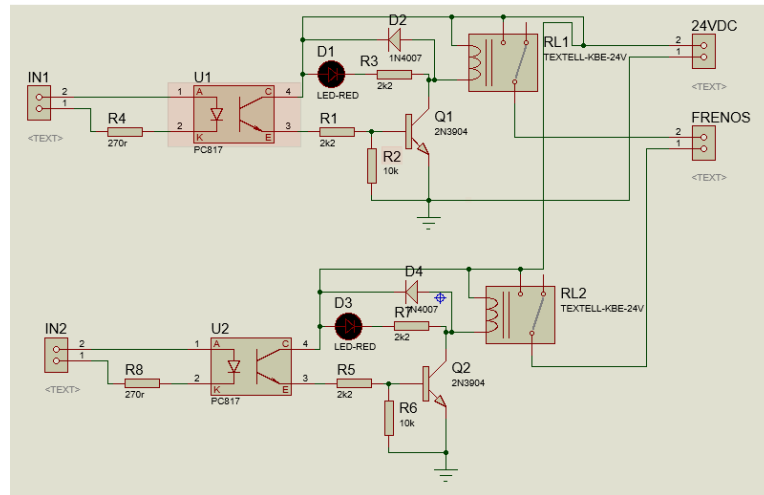 IN1
2
1
<TEXT>
R4
270r
U1
1
A
C
4
2
K
E
3
PC817
D1
LED-RED
R3
2k2
D2
1N4007
R1
2k2
R2
10k
Q1
2N3904
RL1
TEXTELL-KBE-24V
24VDC
2
1
<TEXT>
FRENOS
2
1
<TEXT>
IN2
2
1
<TEXT>
R8
270r
U2
1
A
C
4
2
K
E
3
PC817
D3
LED-RED
R7
2k2
D4
1N4007
R5
2k2
R6
10k
Q2
2N3904
RL2
TEXTELL-KBE-24V